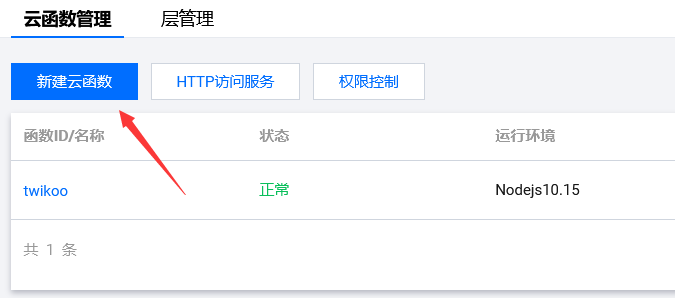 云函数管理 层管理
新建云函数 HTTP访问服务 权限控制
函数ID/名称 状态 运行环境
twikoo 正常 Nodejs10.15
共 1 条